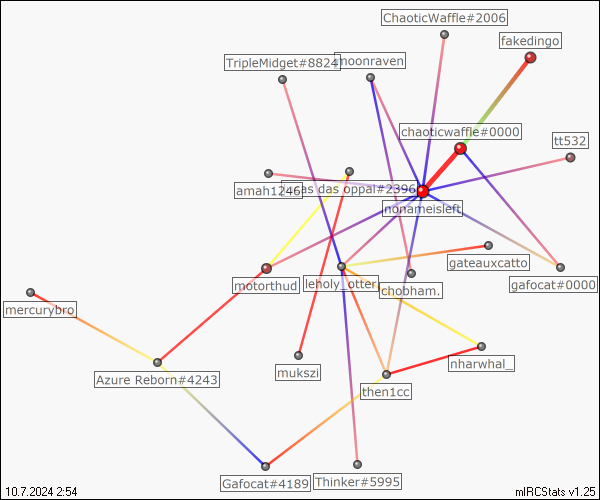 ChaoticWaffle#2006
fakedingo
TripleMidget#8824
moonraven
chaoticwaffle#0000
tt532
amah1246
das oppai#2396
nonameisleft
gateauxcatto
motorthud
leholy_otter
chobham.
gafocat#0000
mercurybro
mukszi
nharwhal_
Azure Reborn#4243
then1cc
Gafocat#4189
Thinker#5995
10.7.2024 2:54
mIRCStats v1.25